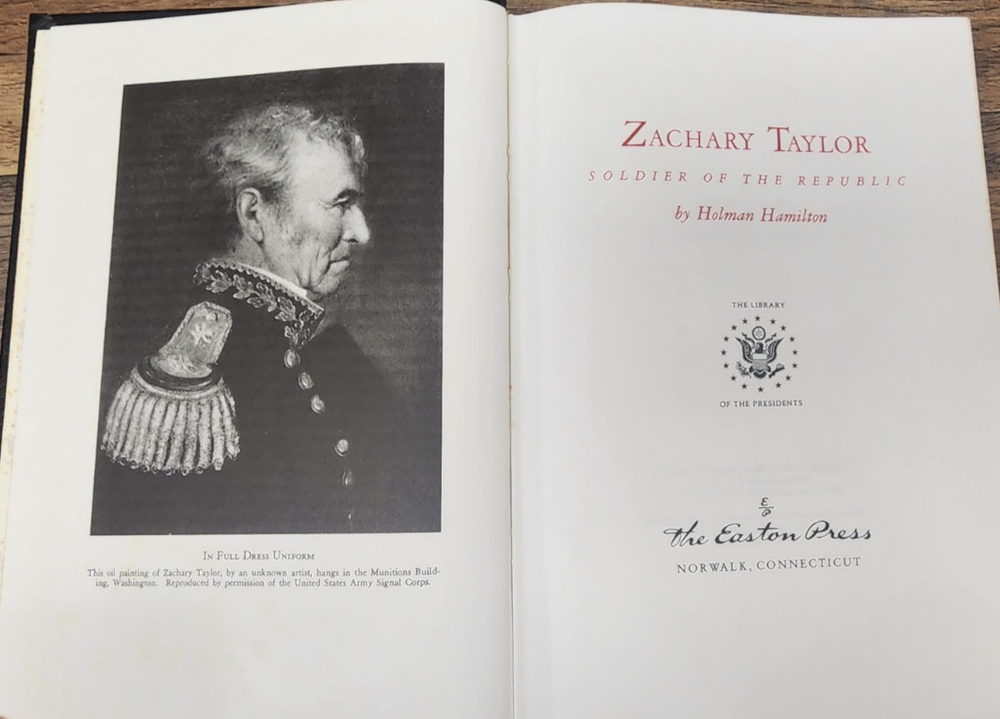 IN FULL DRESS UNIFORM
This oil painting of Zachary Taylor, by an unknown artist, hangs in the Munitions Build-
ing, Washington. Reproduced by permission of the United States Army Signal Corps.
ZACHARY TAYLOR
SOLDIER OF THE REPUBLIC
by Holman Hamilton
THE LIBRARY
OF THE PRESIDENTS
E
P
the Easton Press
NORWALK, CONNECTICUT